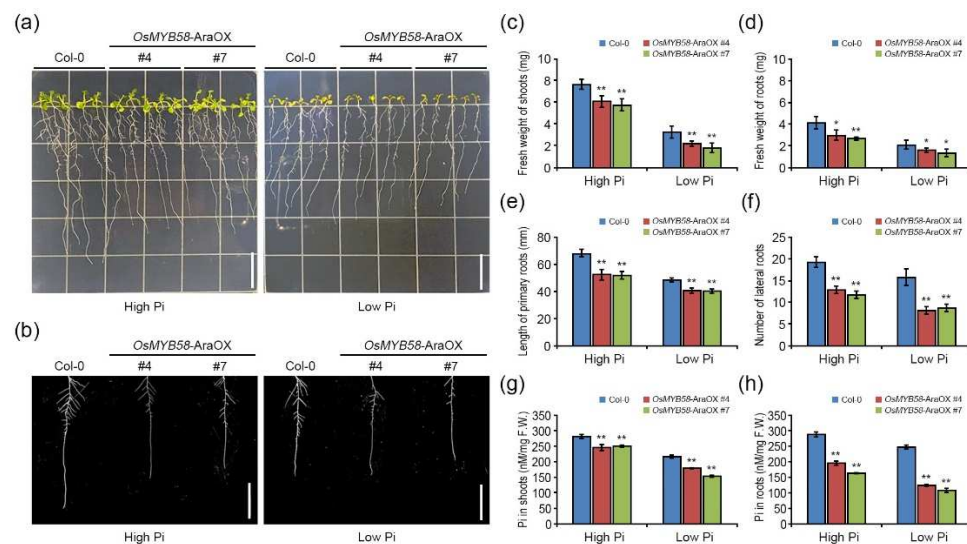 (a)
OsMYB58-AraOX
Col-0 #4 #7
OsMYB58-AraOX
Col-0 #4 #7
High Pi
Low Pi
(b)
OsMYB58-AraOX
Col-0 #4 #7
OsMYB58-AraOX
Col-0 #4 #7
High Pi
Low Pi
(c)
Col-0
OsMYB58-AraOX #4
OsMYB58-AraOX #7
Fresh weight of shoots (mg)
10
8
6
4
2
0
** **
** **
High Pi
Low Pi
(d)
Col-0
OsMYB58-AraOX #4
OsMYB58-AraOX #7
Fresh weight of roots (mg)
10
8
6
4
2
0
* **
* *
High Pi
Low Pi
(e)
Length of primary roots (mm)
80
60
40
20
0
** **
** **
High Pi
Low Pi
(f)
Col-0
OsMYB58-AraOX #4
OsMYB58-AraOX #7
Number of lateral roots
25
20
15
10
5
0
** **
** **
High Pi
Low Pi
(g)
Col-0
OsMYB58-AraOX #4
OsMYB58-AraOX #7
Pi in shoots (nM/mg F.W.)
350
300
250
200
150
100
50
0
** **
** **
High Pi
Low Pi
(h)
Col-0
OsMYB58-AraOX #4
OsMYB58-AraOX #7
Pi in roots (nM/mg F.W.)
350
300
250
200
150
100
50
0
** **
** **
High Pi
Low Pi